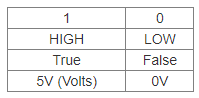 1 0
HIGH LOW
True False
5V (Volts) 0V